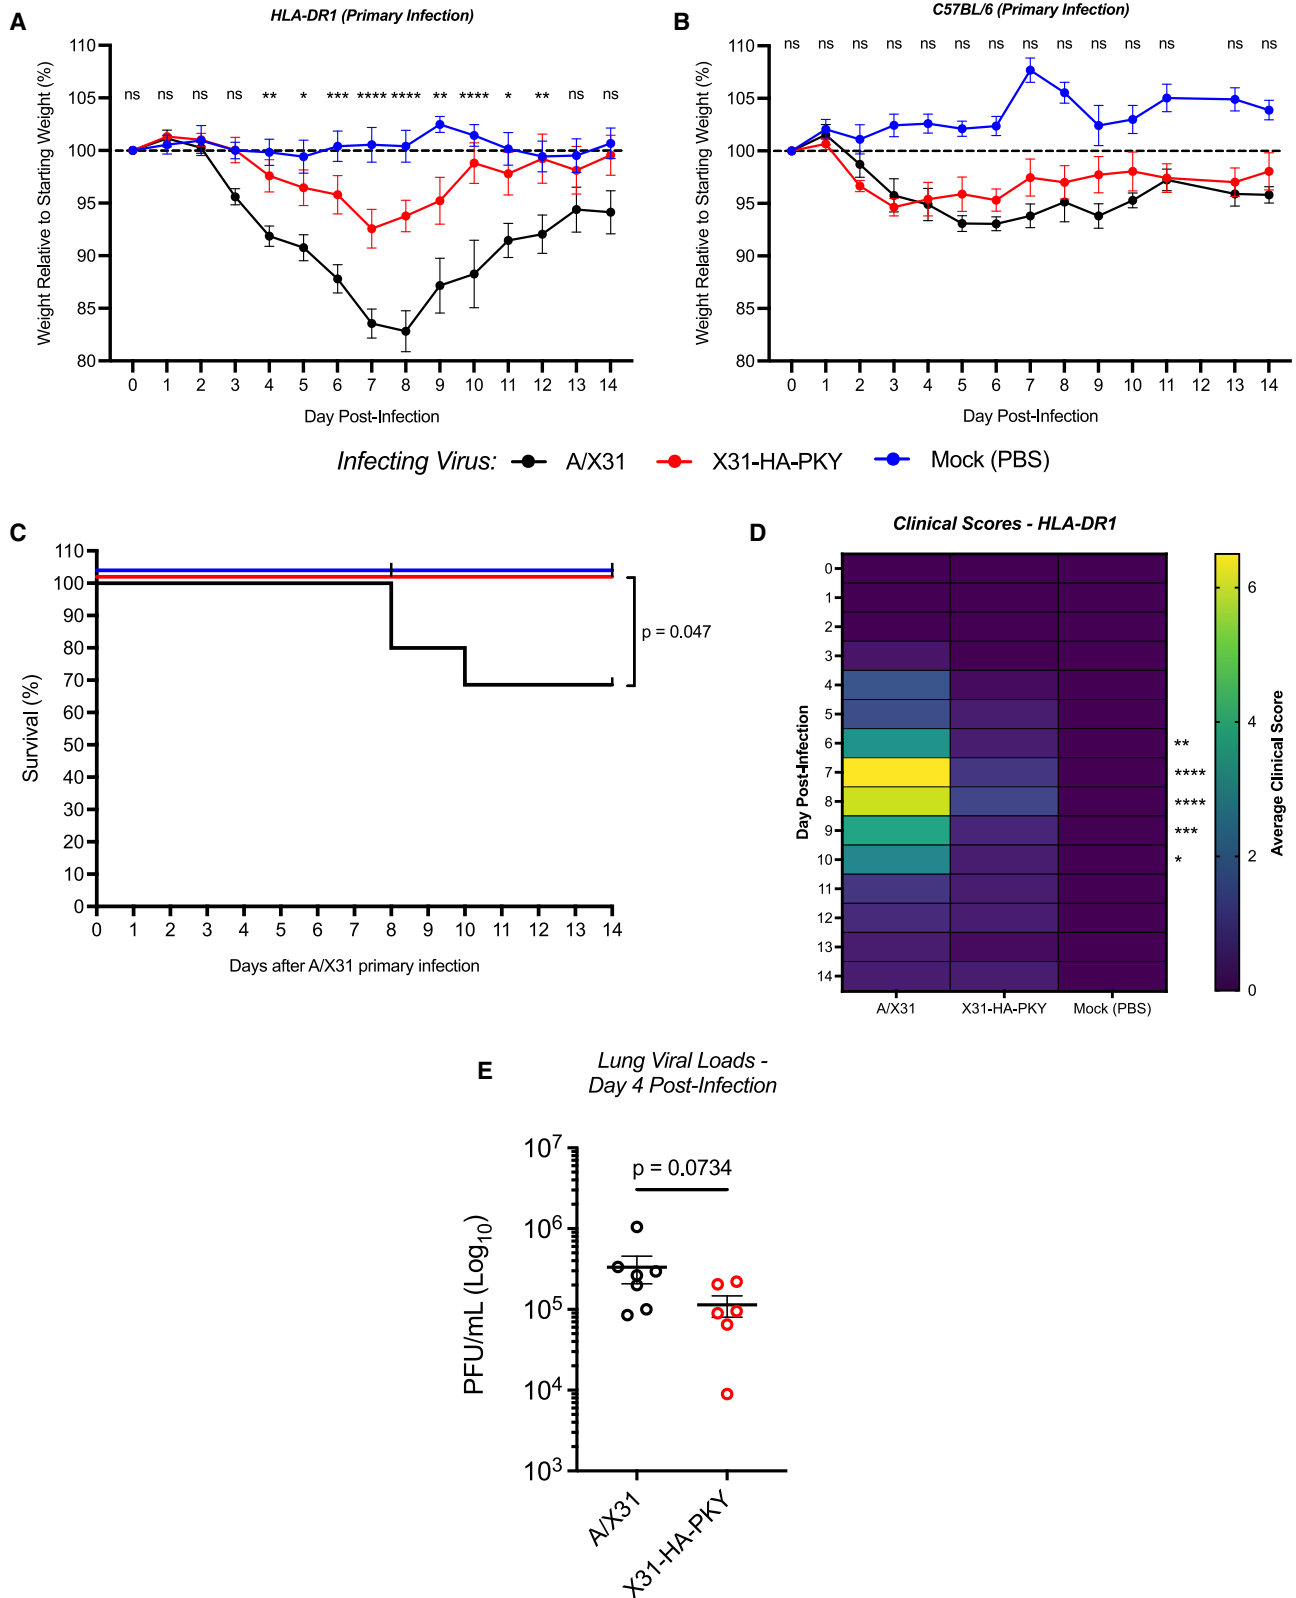 A
HLA-DR1 (Primary Infection)
Weight Relative to Starting Weight (%)
110
105
100
95
90
85
80
ns ns ns ns ** * *** **** **** ** **** * ** ns ns
0 1 2 3 4 5 6 7 8 9 10 11 12 13 14
Day Post-Infection
B
C57BL/6 (Primary Infection)
Weight Relative to Starting Weight (%)
110
105
100
95
90
85
80
ns ns ns ns ns ns ns ns ns ns ns ns ns ns
0 1 2 3 4 5 6 7 8 9 10 11 12 13 14
Day Post-Infection
Infecting Virus: A/X31 X31-HA-PKY Mock (PBS)
C
Survival (%)
110
100
90
80
70
60
50
40
30
20
10
0
p = 0.047
0 1 2 3 4 5 6 7 8 9 10 11 12 13 14
Days after A/X31 primary infection
D
Clinical Scores - HLA-DR1
Day Post-Infection
0
1
2
3
4
5
6 **
7 ****
8 ****
9 ***
10 *
11
12
13
14
A/X31 X31-HA-PKY Mock (PBS)
6
4
2
0
Average Clinical Score
E
Lung Viral Loads -
Day 4 Post-Infection
PFU/mL (Log10)
10^7
10^6
10^5
10^4
10^3
p = 0.0734
A/X31
X31-HA-PKY